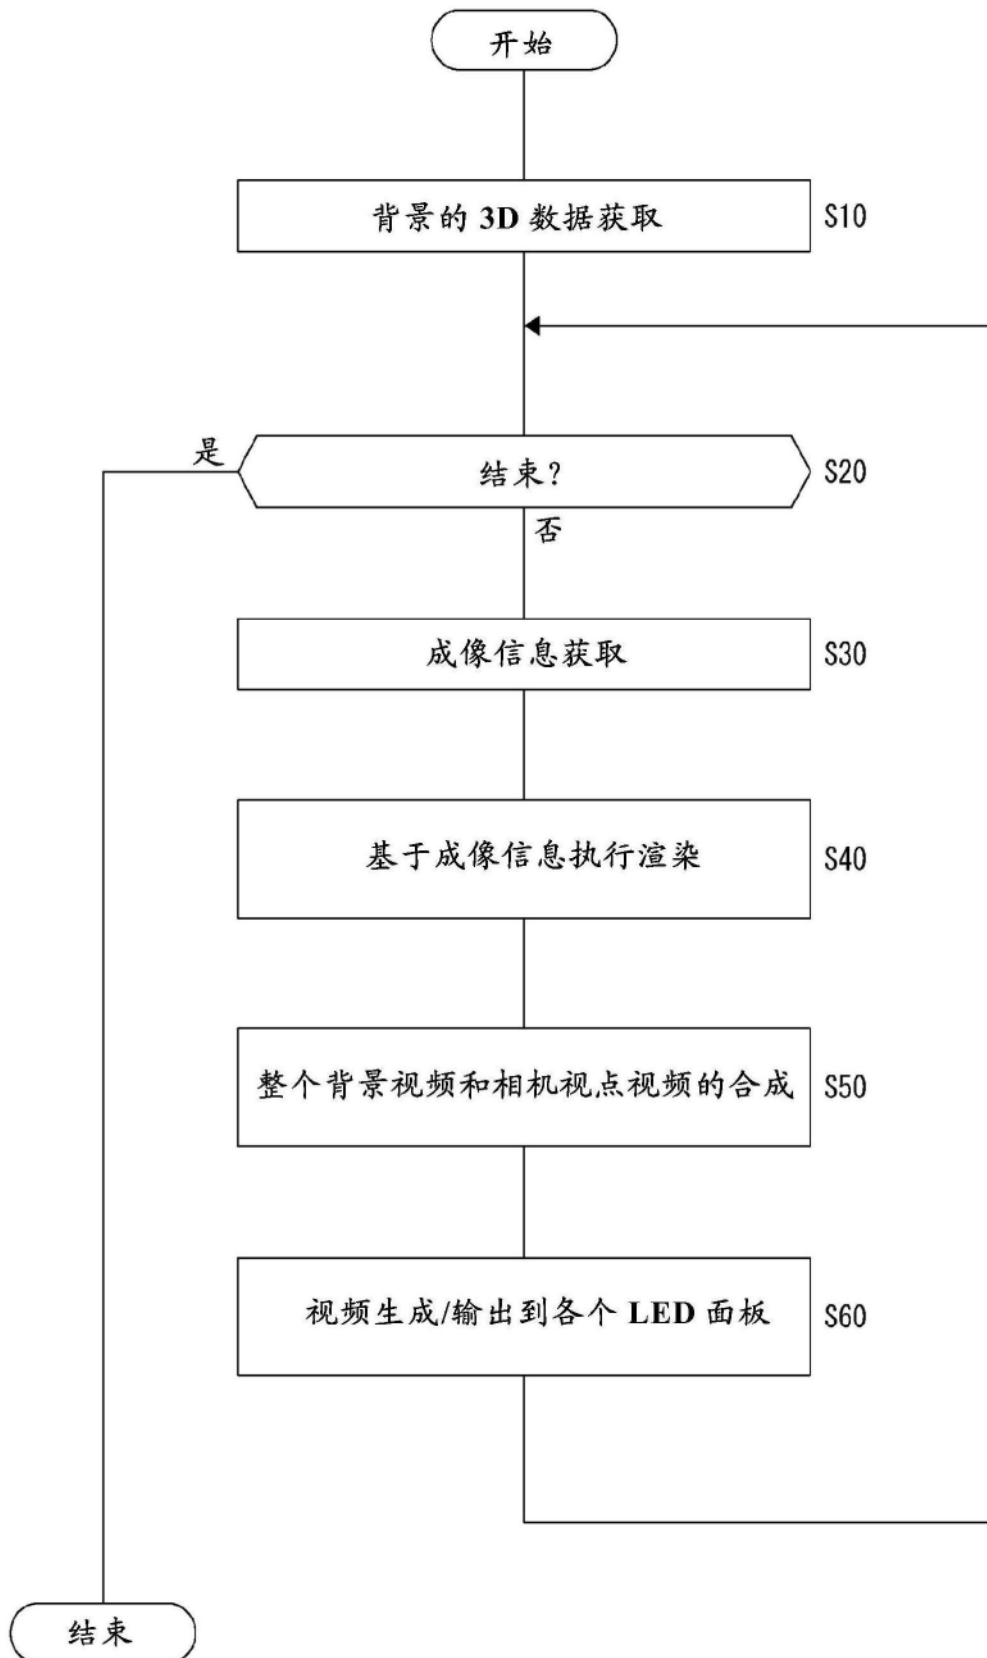 开始
背景的 3D 数据获取
S10
是
结束?
S20
否
成像信息获取
S30
基于成像信息执行渲染
S40
整个背景视频和相机视点视频的合成
S50
视频生成/输出到各个 LED 面板
S60
结束